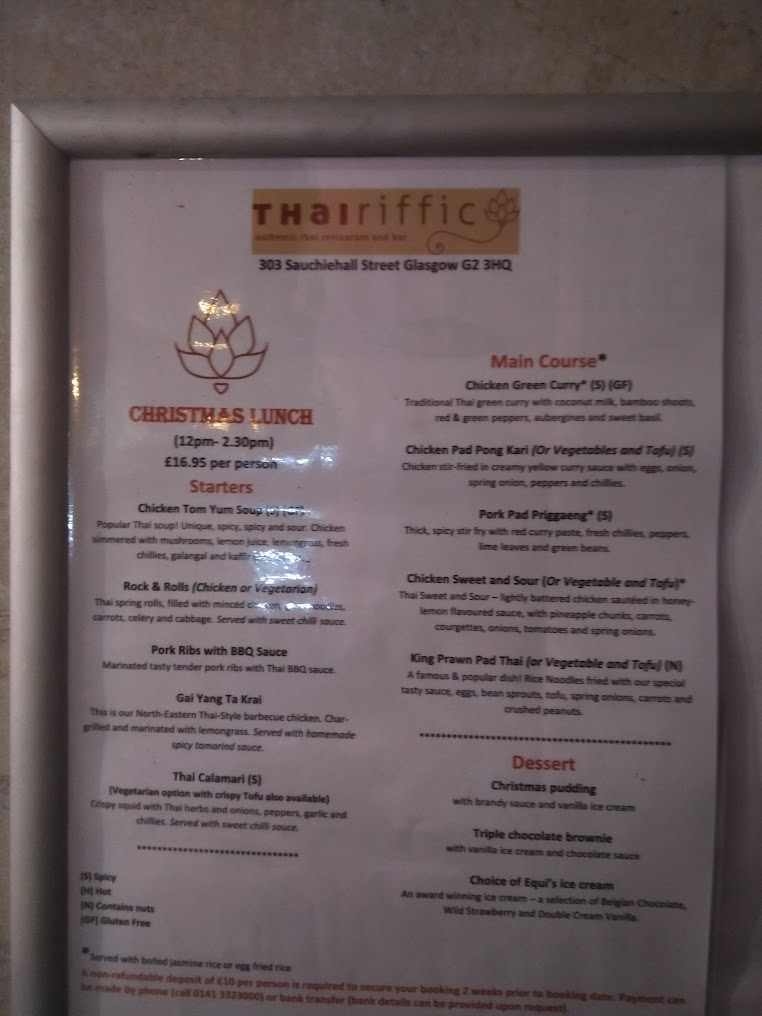 THAIriffic
authentic thai restaurant and bar
303 Sauchiehall Street Glasgow G2 3HQ
CHRISTMAS LUNCH
(12pm- 2.30pm)
£16.95 per person
Starters
Chicken Tom Yum Soup (S) (GF)
Popular Thai soup! Unique, spicy, spicy and sour. Chicken
simmered with mushrooms, lemon juice, lemongrass, fresh
chillies, galangal and kaffir
Rock & Rolls (Chicken or Vegetarian)
Thai spring rolls, filled with minced chicken, noodles,
carrots, celery and cabbage. Served with sweet chilli sauce.
Pork Ribs with BBQ Sauce
Marinated tasty tender pork ribs with Thai BBQ sauce.
Gai Yang Ta Krai
This is our North-Eastern Thai-Style barbecue chicken. Char-
grilled and marinated with lemongrass. Served with homemade
spicy tamarind sauce.
Thai Calamari (S)
(Vegetarian option with crispy Tofu also available)
Crispy squid with Thai herbs and onions, peppers, garlic and
chillies. Served with sweet chilli sauce.
******************************
(S) Spicy
(H) Hot
(N) Contains nuts
(GF) Gluten Free
Main Course*
Chicken Green Curry* (S) (GF)
Traditional Thai green curry with coconut milk, bamboo shoots,
red & green peppers, aubergines and sweet basil.
Chicken Pad Pong Kari (Or Vegetables and Tofu) (S)
Chicken stir-fried in creamy yellow curry sauce with eggs, onion,
spring onion, peppers and chillies.
Pork Pad Priggaeng* (S)
Thick, spicy stir fry with red curry paste, fresh chillies, peppers,
lime leaves and green beans.
Chicken Sweet and Sour (Or Vegetable and Tofu)*
Thai Sweet and Sour – lightly battered chicken sautéed in honey-
lemon flavoured sauce, with pineapple chunks, carrots,
courgettes, onions, tomatoes and spring onions.
King Prawn Pad Thai (or Vegetable and Tofu) (N)
A famous & popular dish! Rice Noodles fried with our special
tasty sauce, eggs, bean sprouts, tofu, spring onions, carrots and
crushed peanuts.
**********************************************
Dessert
Christmas pudding
with brandy sauce and vanilla ice cream
Triple chocolate brownie
with vanilla ice cream and chocolate sauce
Choice of Equi's ice cream
An award winning ice cream – a selection of Belgian Chocolate,
Wild Strawberry and Double Cream Vanilla.
* Served with boiled jasmine rice or egg fried rice
A non-refundable deposit of £10 per person is required to secure your booking 2 weeks prior to booking date. Payment can
be made by phone (call 0141 3323000) or bank transfer (bank details can be provided upon request).